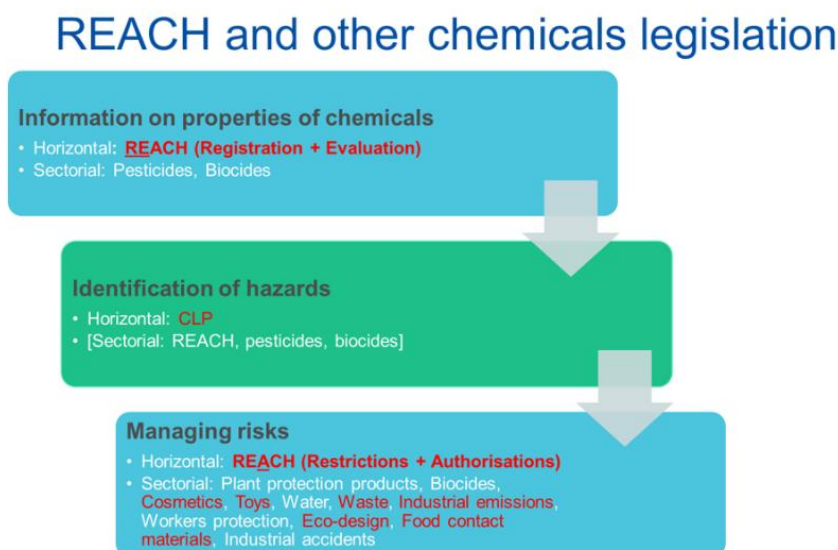 REACH and other chemicals legislation
Information on properties of chemicals
• Horizontal: REACH (Registration + Evaluation)
• Sectorial: Pesticides, Biocides
Identification of hazards
• Horizontal: CLP
• [Sectorial: REACH, pesticides, biocides]
Managing risks
• Horizontal: REACH (Restrictions + Authorisations)
• Sectorial: Plant protection products, Biocides,
Cosmetics, Toys, Water, Waste, Industrial emissions,
Workers protection, Eco-design, Food contact
materials, Industrial accidents